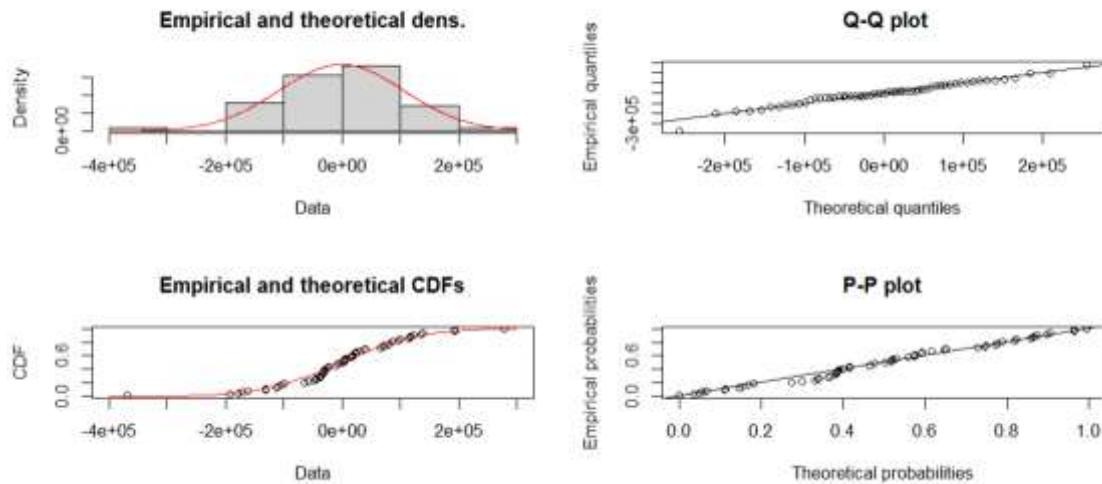 Empirical and theoretical dens.
Density
0e+00
-4e+05 -2e+05 0e+00 2e+05
Data
Q-Q plot
Empirical quantiles
-3e+05
-2e+05 -1e+05 0e+00 1e+05 2e+05
Theoretical quantiles
Empirical and theoretical CDFs
CDF
0.0 0.6
-4e+05 -2e+05 0e+00 2e+05
Data
P-P plot
Empirical probabilities
0.0 0.6
0.0 0.2 0.4 0.6 0.8 1.0
Theoretical probabilities